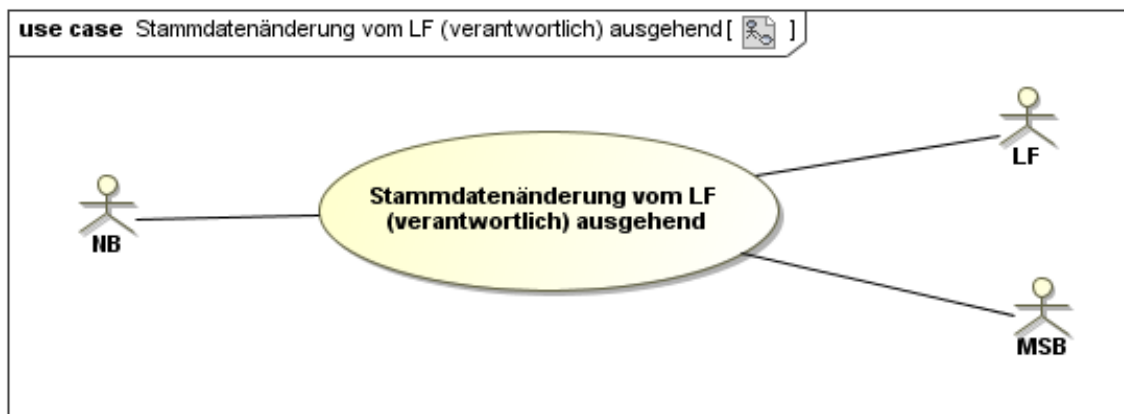 use case Stammdatenänderung vom LF (verantwortlich) ausgehend [ ]
LF
Stammdatenänderung vom LF
(verantwortlich) ausgehend
NB
MSB